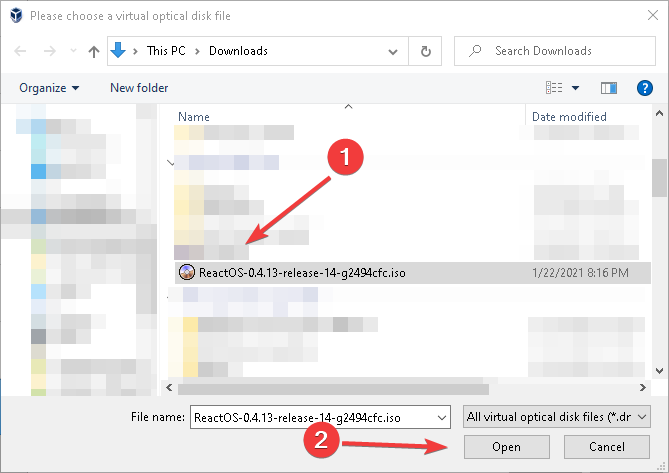 Please choose a virtual optical disk file
This PC > Downloads
Search Downloads
Organize
New folder
?
Name
Date modified
1
ReactOS-0.4.13-release-14-g2494cfc.iso
1/22/2021 8:16 PM
File name:
ReactOS-0.4.13-release-14-g2494cfc.iso
All virtual optical disk files (*.dr
2
Open
Cancel